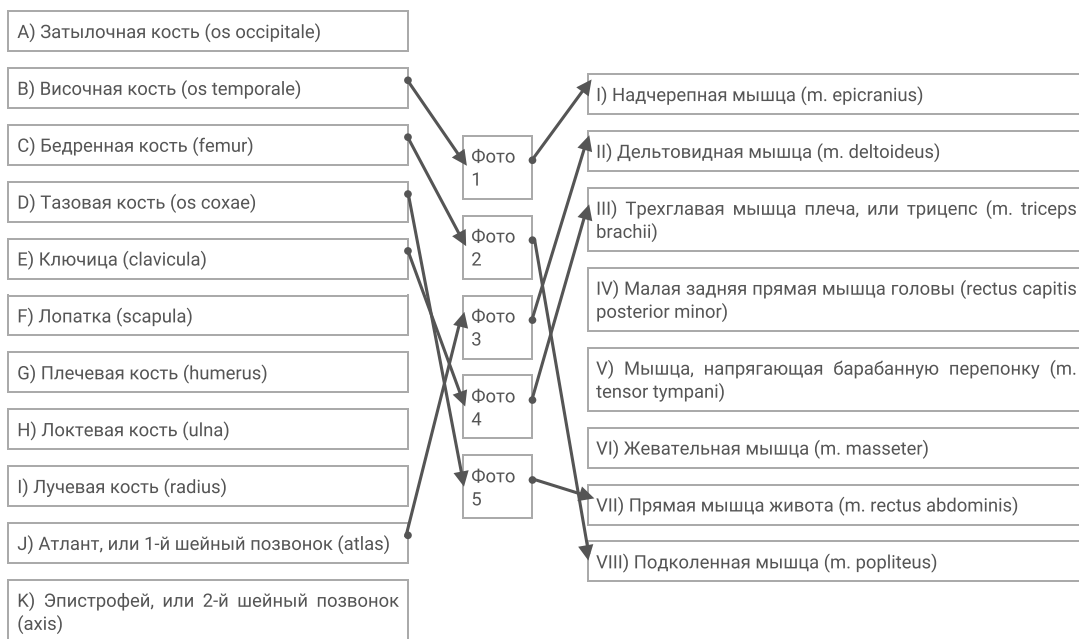 A) Затылочная кость (os occipitale)
B) Височная кость (os temporale)
C) Бедренная кость (femur)
D) Тазовая кость (os coxae)
E) Ключица (clavicula)
F) Лопатка (scapula)
G) Плечевая кость (humerus)
H) Локтевая кость (ulna)
I) Лучевая кость (radius)
J) Атлант, или 1-й шейный позвонок (atlas)
K) Эпистрофей, или 2-й шейный позвонок
(axis)
Фото
1
Фото
2
Фото
3
Фото
4
Фото
5
I) Надчерепная мышца (m. epicranius)
II) Дельтовидная мышца (m. deltoideus)
III) Трехглавая мышца плеча, или трицепс (m. triceps
brachii)
IV) Малая задняя прямая мышца головы (rectus capitis
posterior minor)
V) Мышца, напрягающая барабанную перепонку (m.
tensor tympani)
VI) Жевательная мышца (m. masseter)
VII) Прямая мышца живота (m. rectus abdominis)
VIII) Подколенная мышца (m. popliteus)